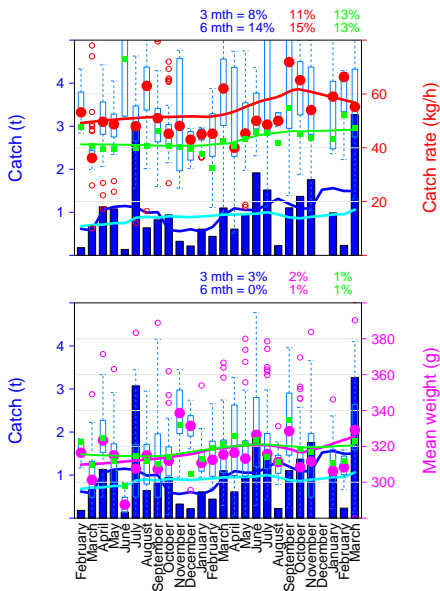 3 mth = 8% 11% 13%
6 mth = 14% 15% 13%
5
4
3
2
1
Catch (t)
60
40
20
Catch rate (kg/h)
3 mth = 3% 2% 1%
6 mth = 0% 1% 1%
5
4
3
2
1
Catch (t)
380
360
340
320
300
Mean weight (g)
February
March
April
May
June
July
August
September
October
November
December
January
February
March
April
May
June
July
August
September
October
November
December
January
February
March